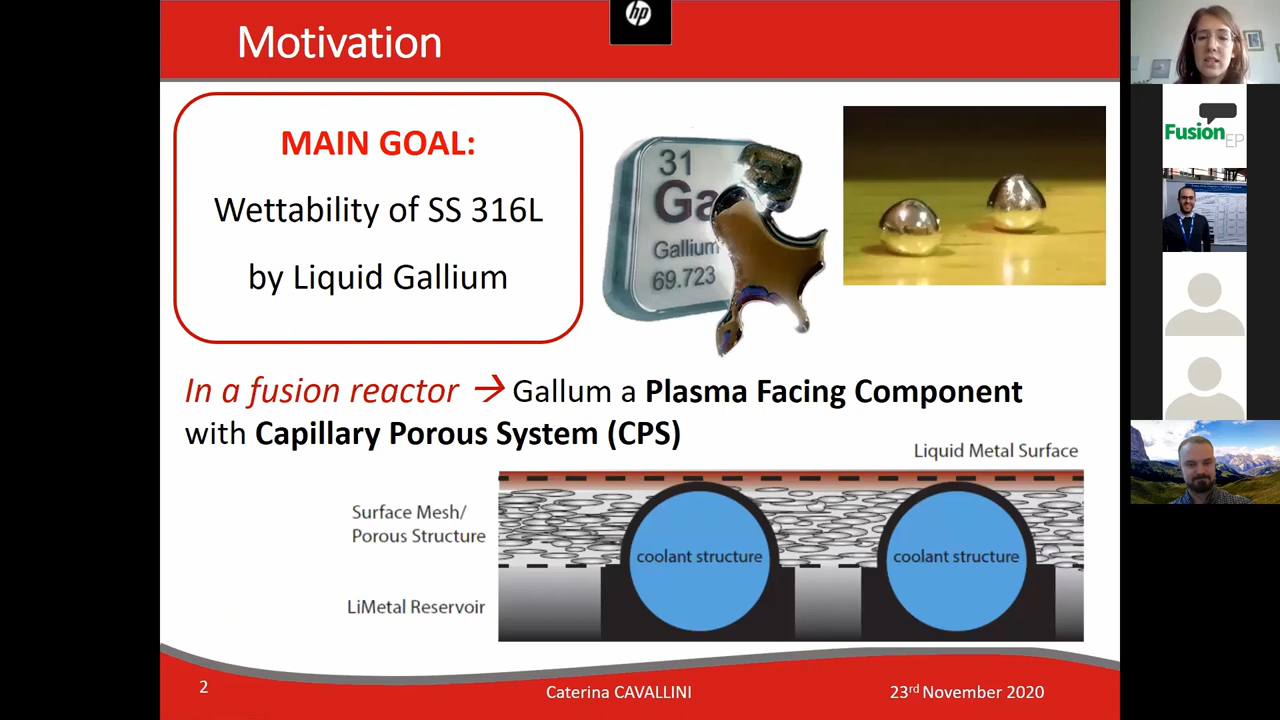 Motivation
hp
MAIN GOAL:
Wettability of SS 316L
by Liquid Gallium
31
Ga
Gallium
69.723
In a fusion reactor → Gallum a Plasma Facing Component
with Capillary Porous System (CPS)
Liquid Metal Surface
Surface Mesh/
Porous Structure
coolant structure
coolant structure
LiMetal Reservoir
2
Caterina CAVALLINI
23rd November 2020
Fusion
EP